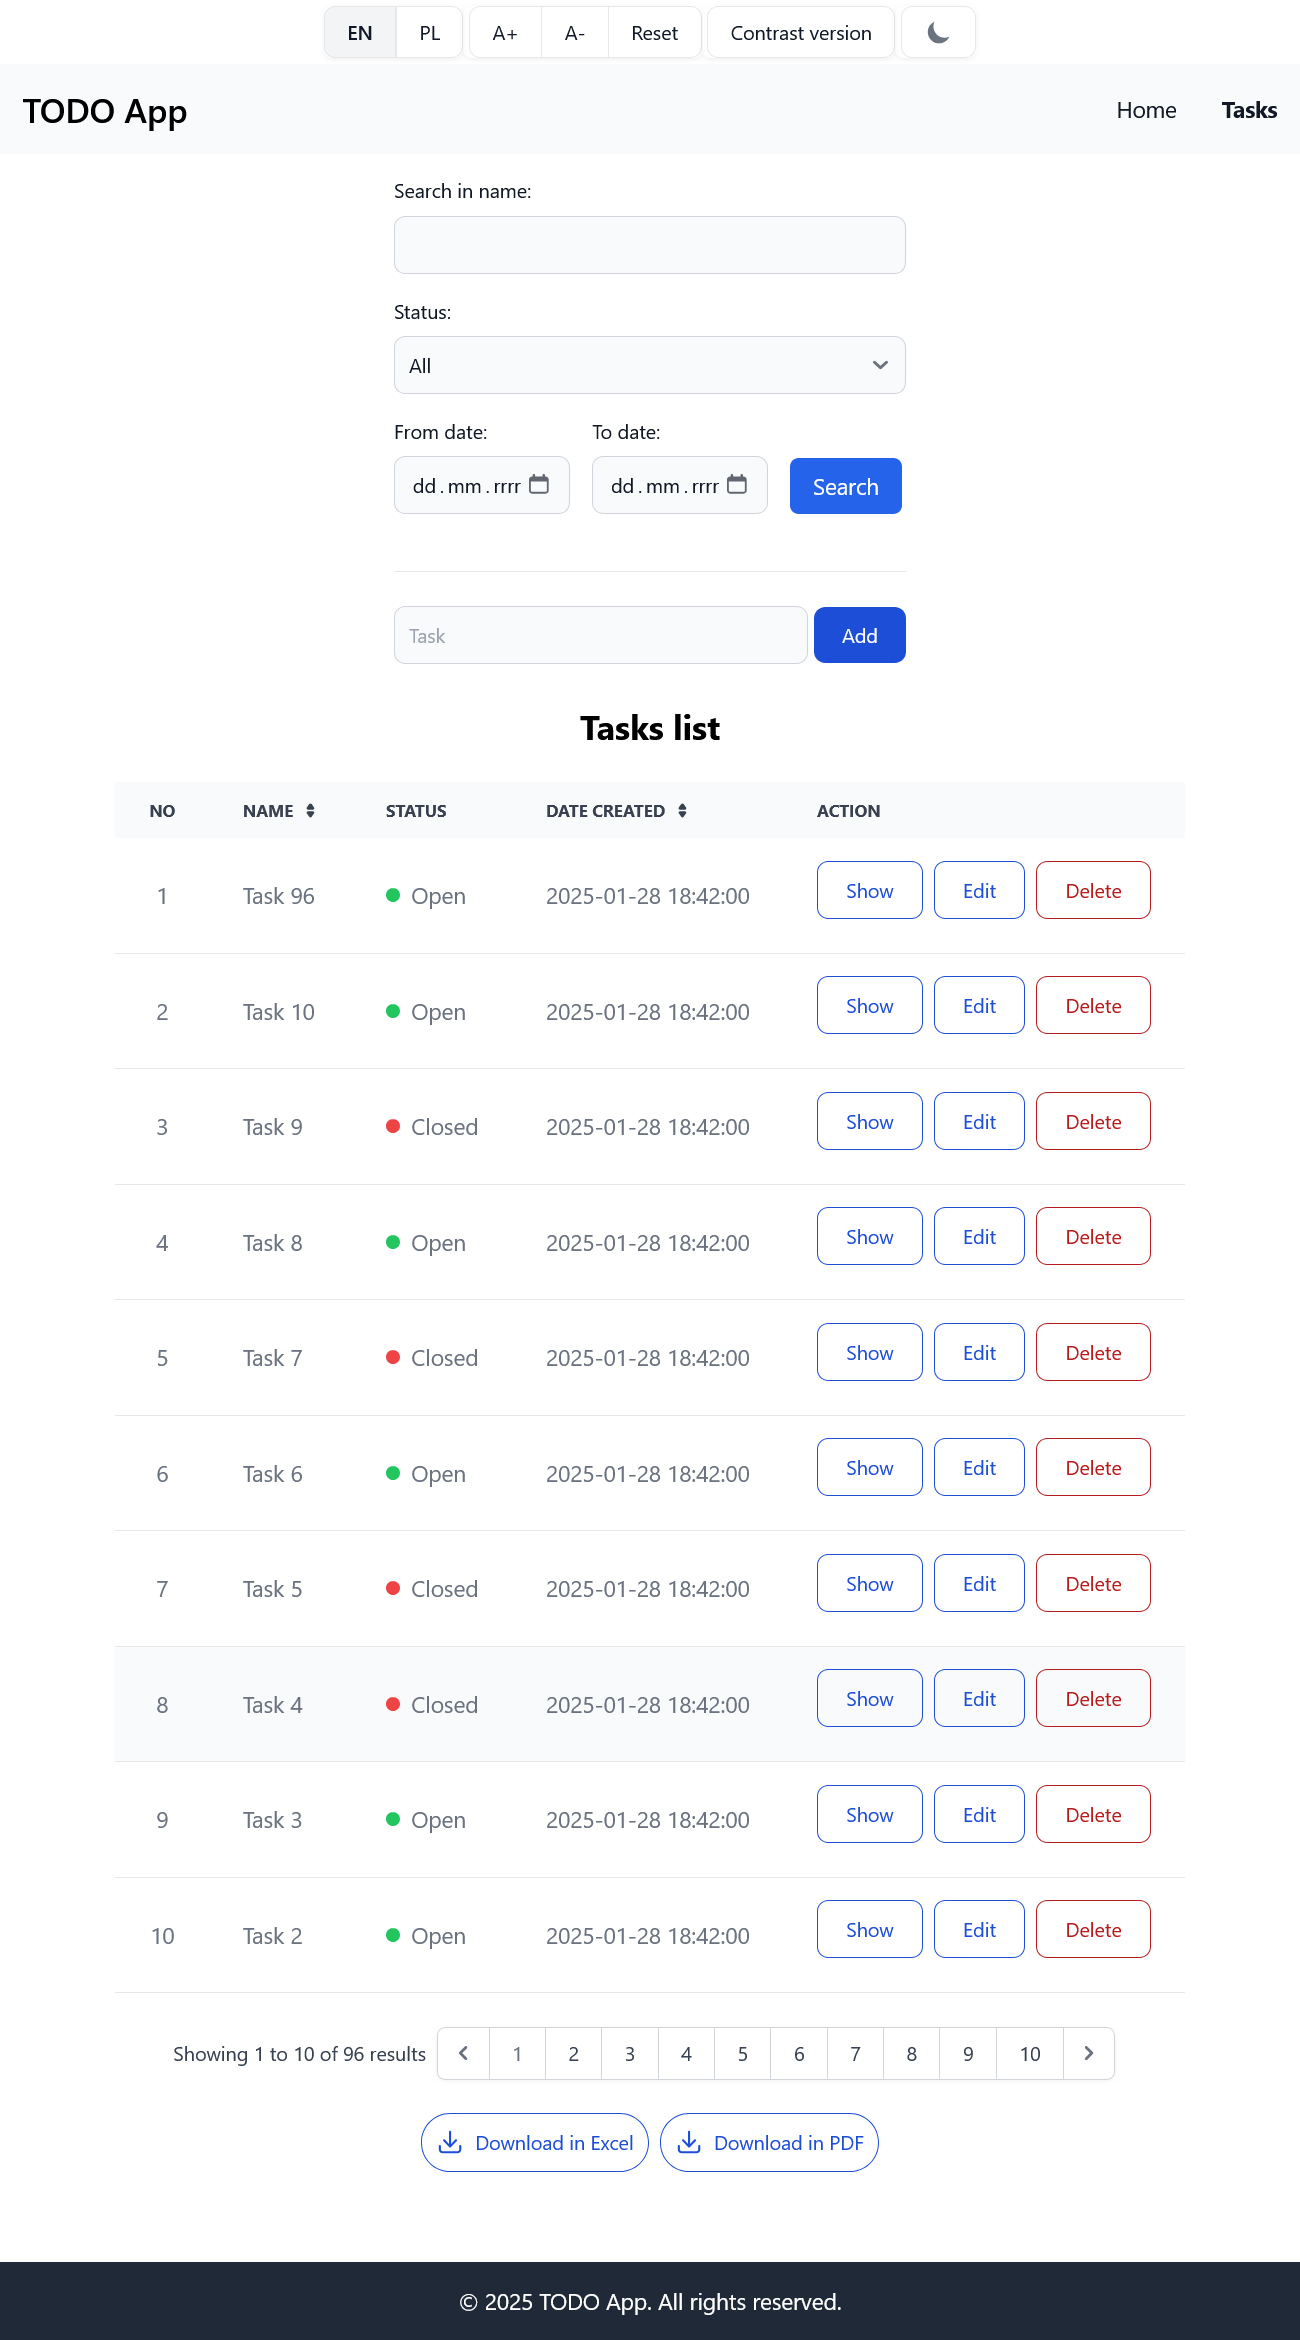 EN PL A+ A- Reset Contrast version
TODO App Home Tasks
Search in name:
Status:
All
From date: To date:
dd.mm.rrrr dd.mm.rrrr Search
Task Add
Tasks list
NO NAME STATUS DATE CREATED ACTION
1 Task 96 Open 2025-01-28 18:42:00 Show Edit Delete
2 Task 10 Open 2025-01-28 18:42:00 Show Edit Delete
3 Task 9 Closed 2025-01-28 18:42:00 Show Edit Delete
4 Task 8 Open 2025-01-28 18:42:00 Show Edit Delete
5 Task 7 Closed 2025-01-28 18:42:00 Show Edit Delete
6 Task 6 Open 2025-01-28 18:42:00 Show Edit Delete
7 Task 5 Closed 2025-01-28 18:42:00 Show Edit Delete
8 Task 4 Closed 2025-01-28 18:42:00 Show Edit Delete
9 Task 3 Open 2025-01-28 18:42:00 Show Edit Delete
10 Task 2 Open 2025-01-28 18:42:00 Show Edit Delete
Showing 1 to 10 of 96 results 1 2 3 4 5 6 7 8 9 10
Download in Excel Download in PDF
© 2025 TODO App. All rights reserved.